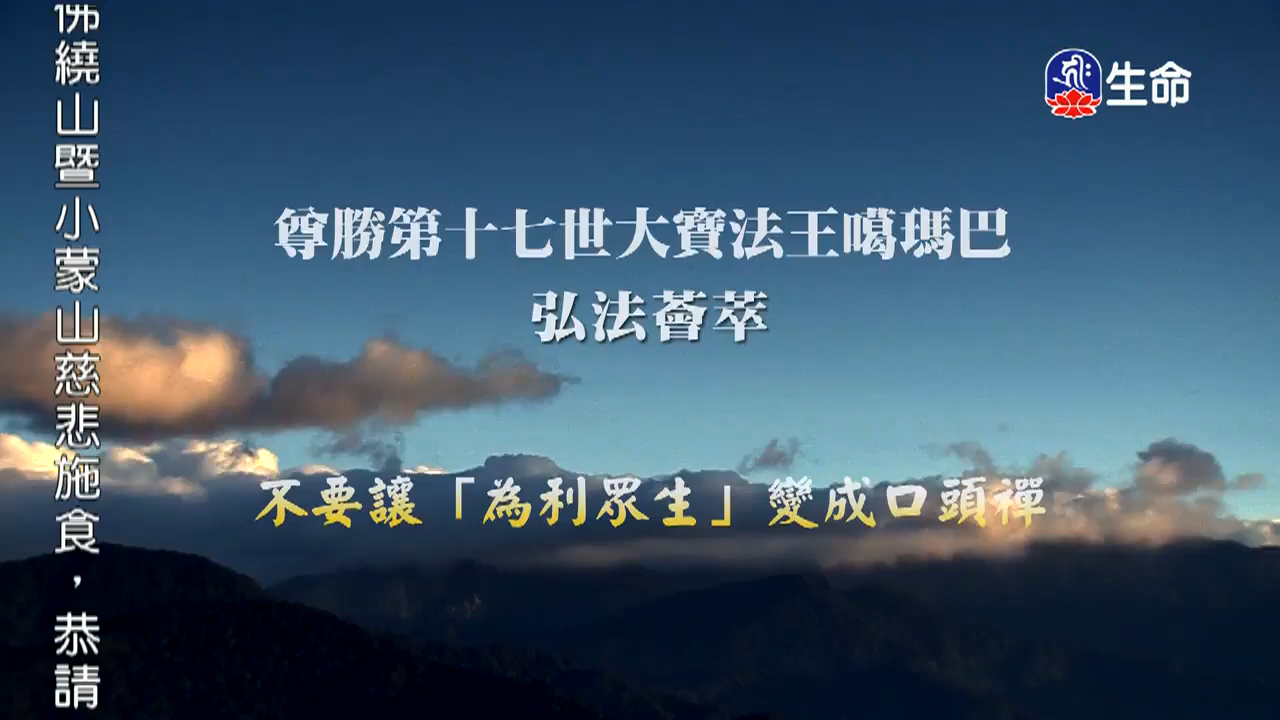 生命
尊勝第十七世大寶法王噶瑪巴
弘法薈萃
不要讓「為利眾生」變成口頭禪
佛繞山暨小蒙山慈悲施食，恭請